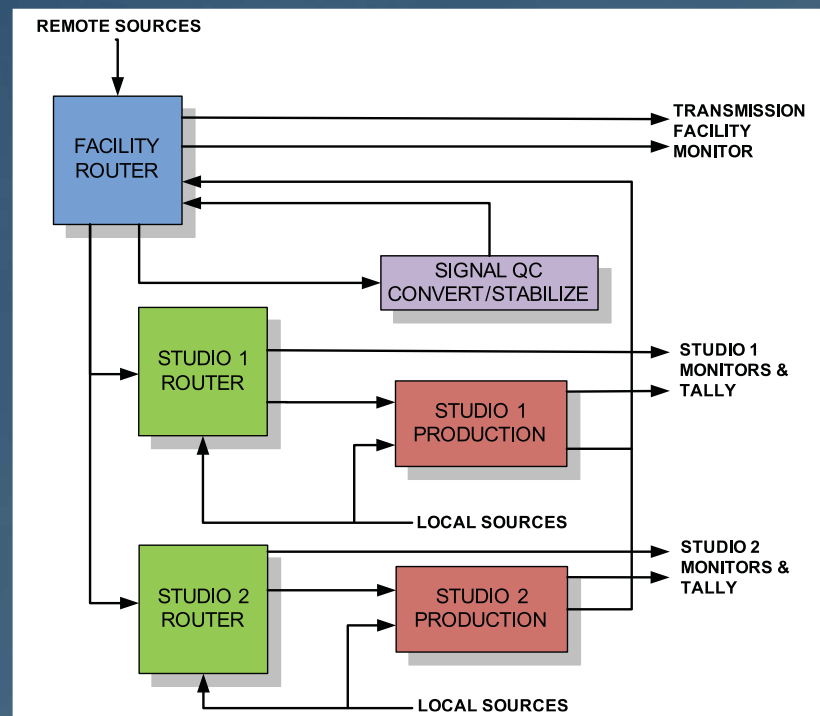 REMOTE SOURCES
FACILITY
ROUTER
TRANSMISSION
FACILITY
MONITOR
SIGNAL QC
CONVERT/STABILIZE
STUDIO 1
ROUTER
STUDIO 1
MONITORS &
TALLY
STUDIO 1
PRODUCTION
LOCAL SOURCES
STUDIO 2
ROUTER
STUDIO 2
PRODUCTION
STUDIO 2
MONITORS &
TALLY
LOCAL SOURCES